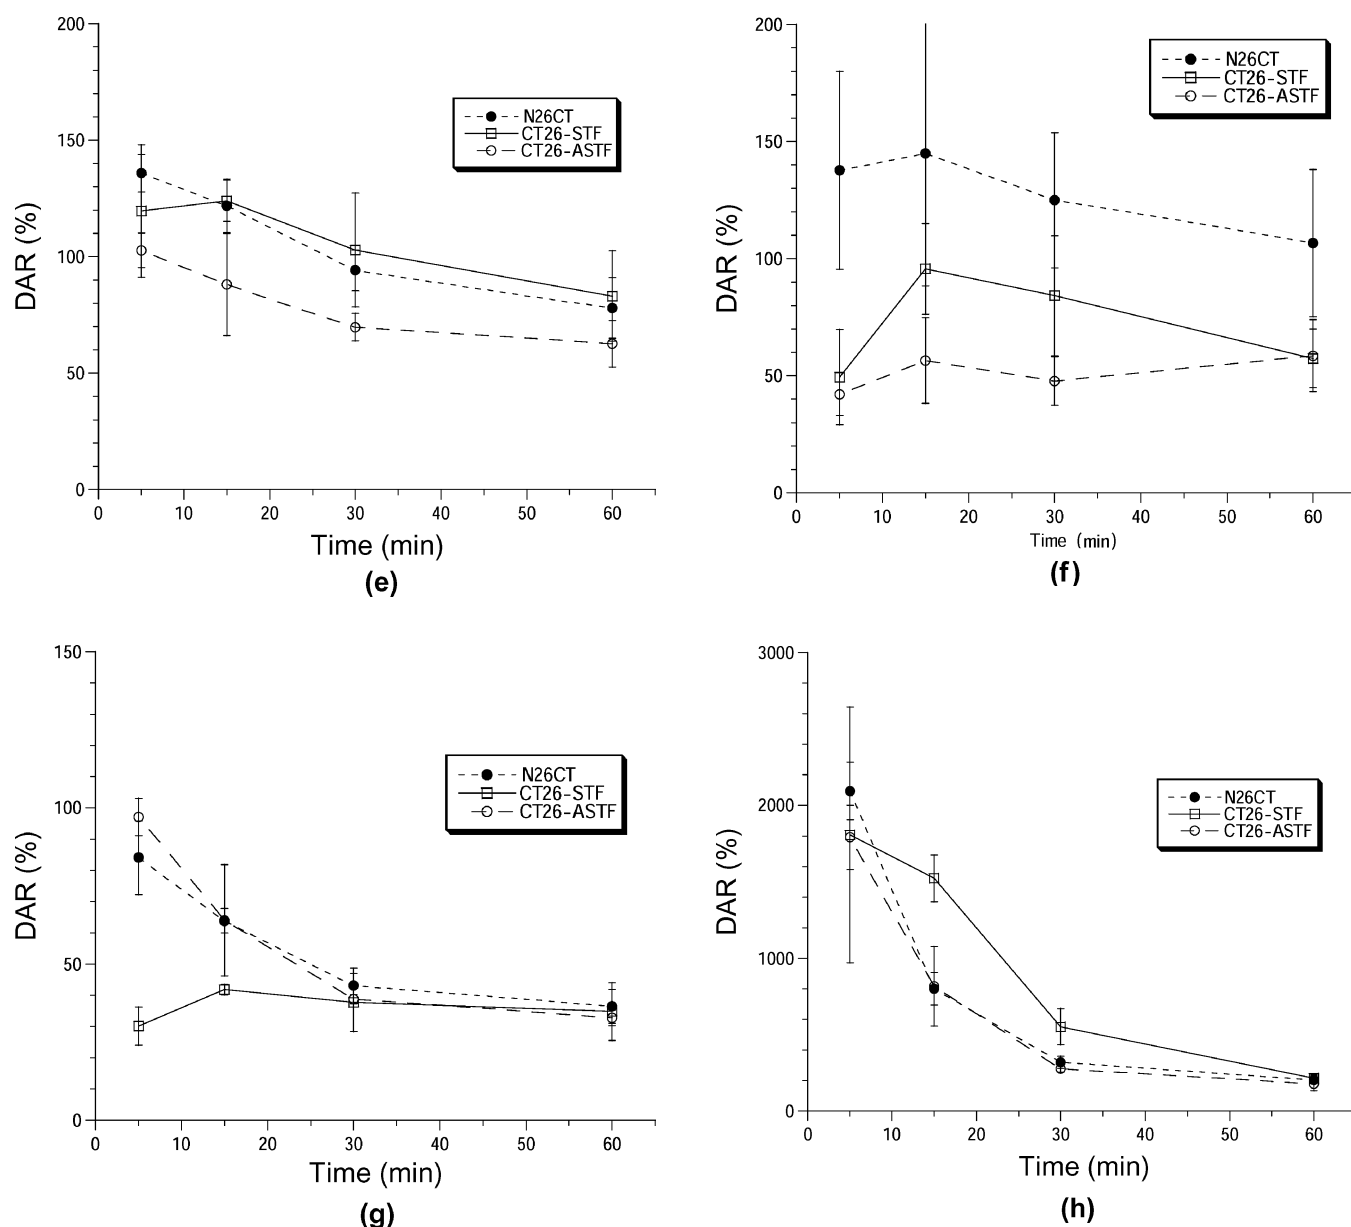 200
150
100
50
0
DAR (%)
N26CT
CT26-STF
CT26-ASTF
0 10 20 30 40 50 60
Time (min)
(e)
200
150
100
50
0
DAR (%)
N26CT
CT26-STF
CT26-ASTF
0 10 20 30 40 50 60
Time (min)
(f)
150
100
50
0
DAR (%)
N26CT
CT26-STF
CT26-ASTF
0 10 20 30 40 50 60
Time (min)
(g)
3000
2000
1000
0
DAR (%)
N26CT
CT26-STF
CT26-ASTF
0 10 20 30 40 50 60
Time (min)
(h)